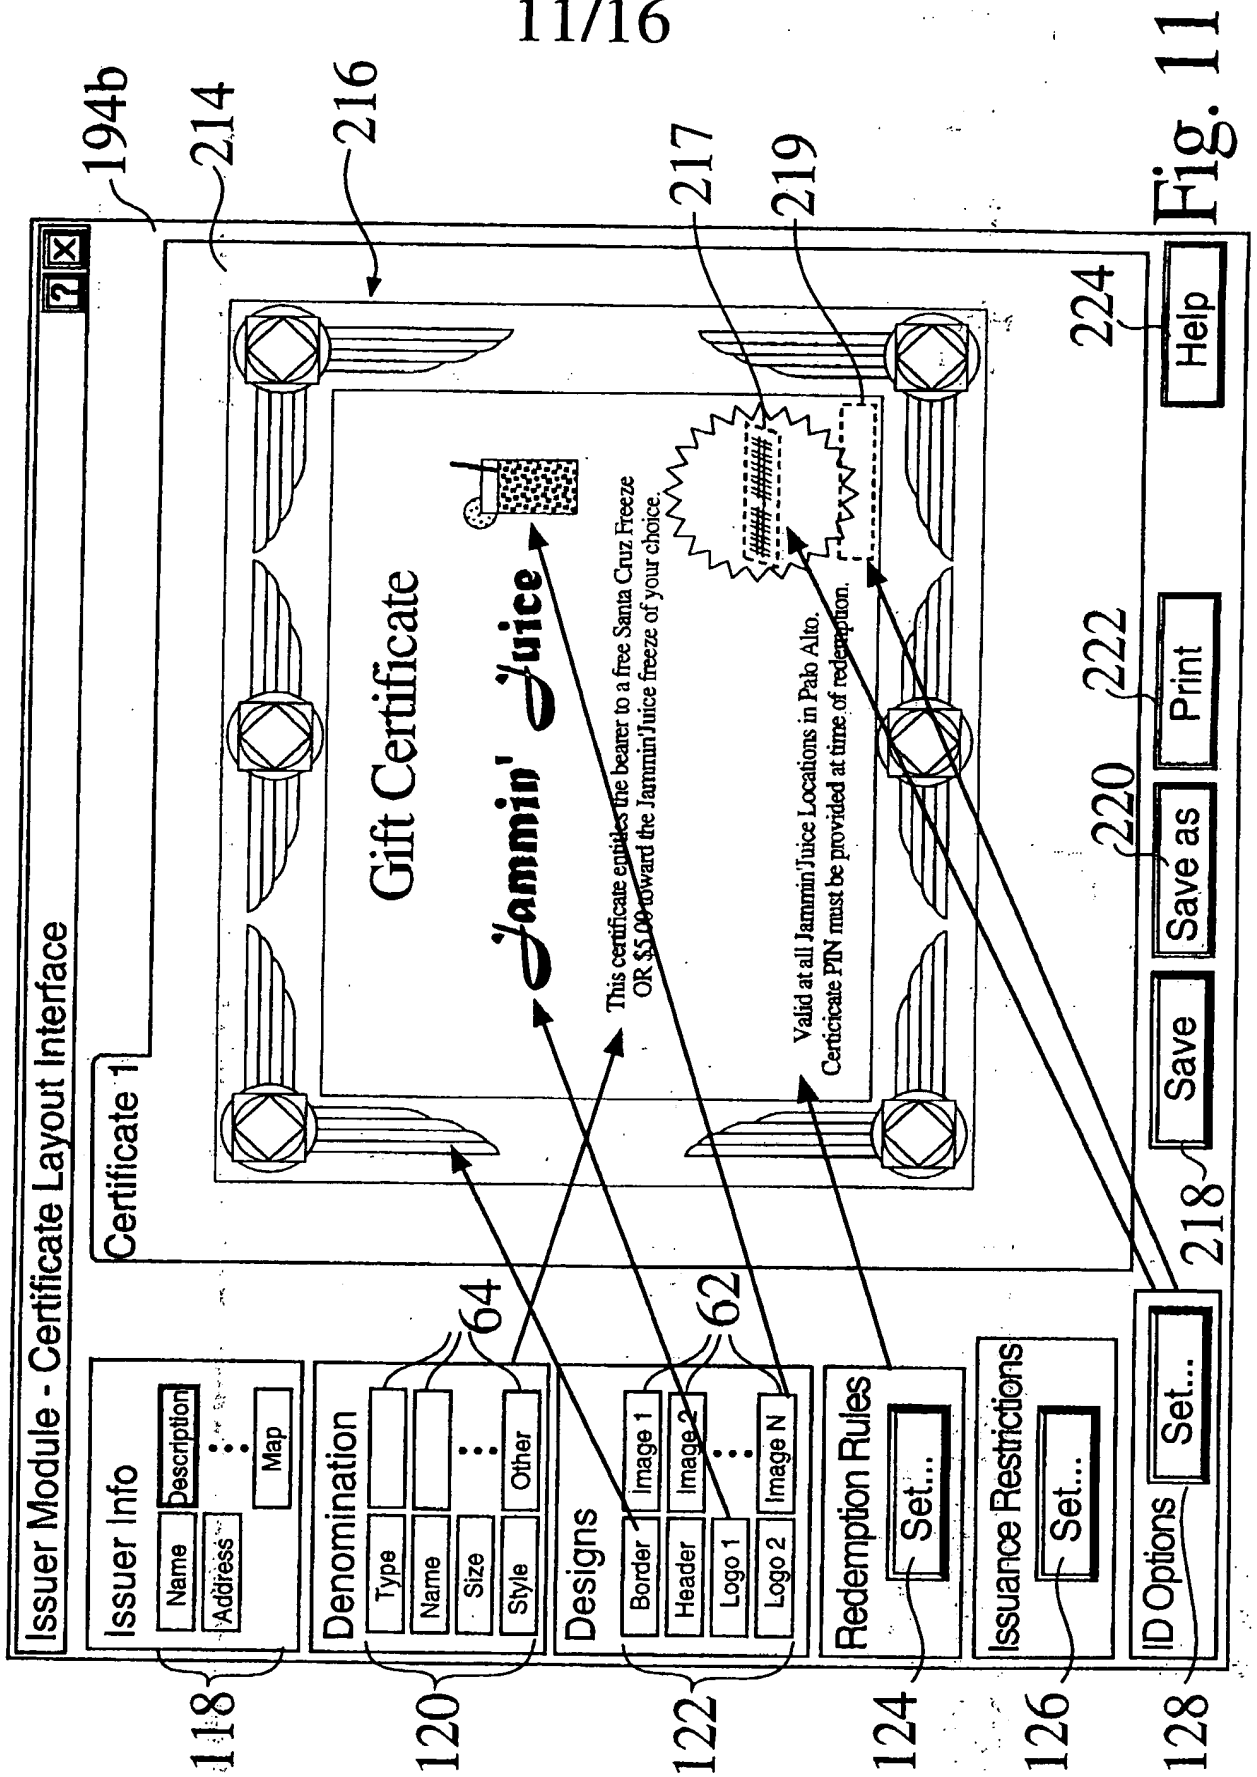 11/16
194b
214
216
217
219
Issuer Module - Certificate Layout Interface
? X
Issuer Info
Name
Description
Address
Map
118
Denomination
Type
Name
Size
Style
Other
64
120
Designs
Border
Image 1
Header
Image 2
Logo 1
Logo 2
Image N
62
122
Redemption Rules
Set...
124
Issuance Restrictions
Set...
126
ID Options
Set...
128
Certificate 1
Gift Certificate
Jammin' Juice
This certificate entitles the bearer to a free Santa Cruz Freeze
OR $5.00 toward the Jammin'Juice freeze of your choice.
Valid at all Jammin'Juice Locations in Palo Alto.
Certicicate PIN must be provided at time of redemption.
Save
218
Save as
220
Print
222
Help
224
Fig. 11